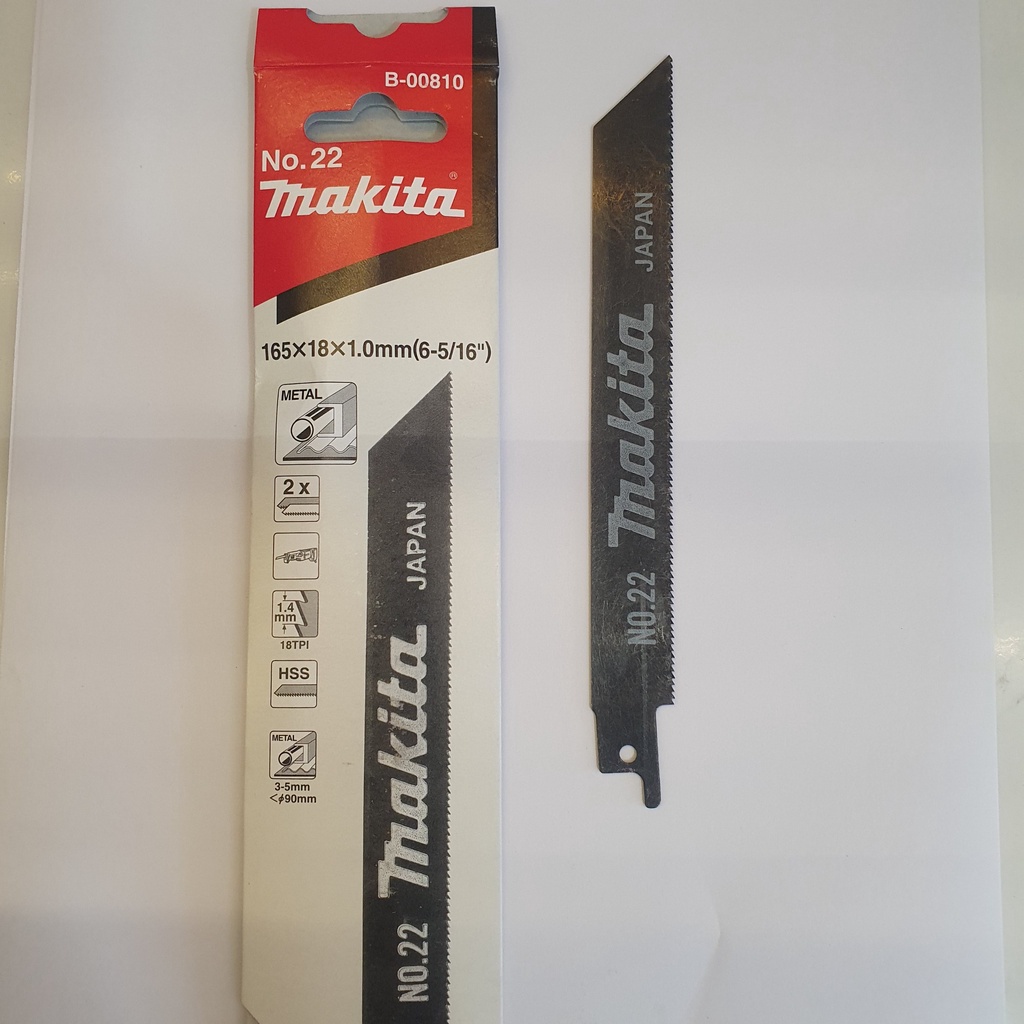 B-00810
No. 22
makita®
165×18×1.0mm(6-5/16")
METAL
2 x
1.4
mm
18TPI
HSS
METAL
3-5mm
<ϕ90mm
NO.22 makita JAPAN
NO.22 makita JAPAN